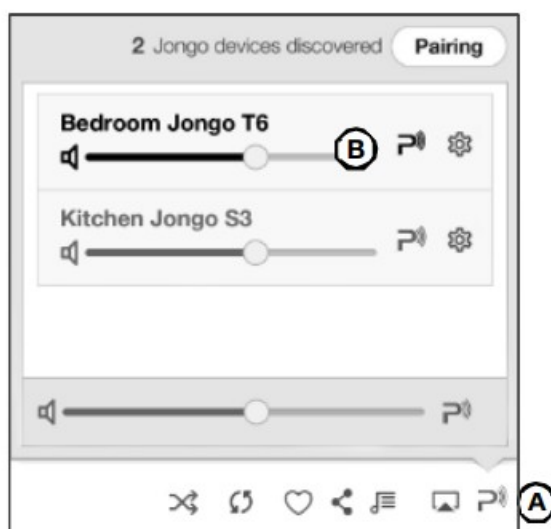 2 Jongo devices discovered Pairing
Bedroom Jongo T6
B
Kitchen Jongo S3
A